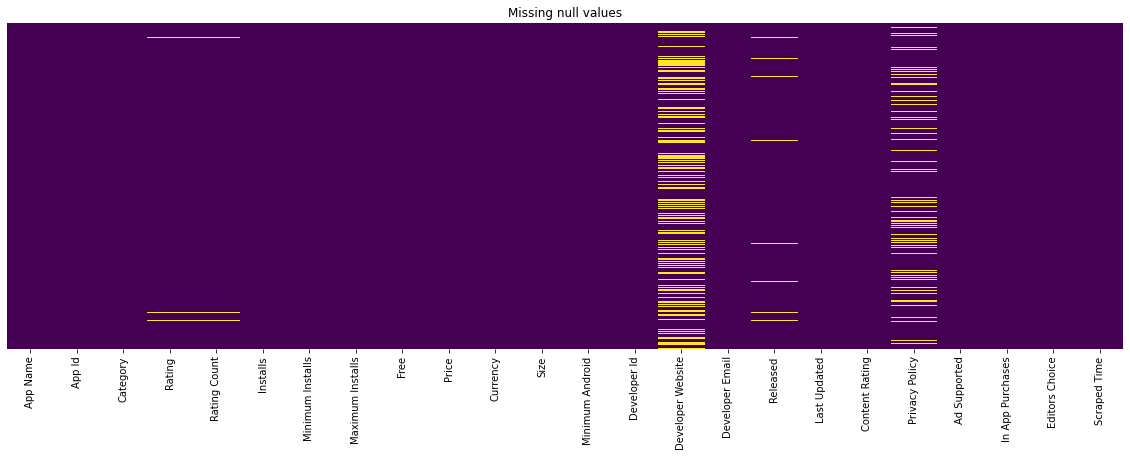 Missing null values
App Name
App Id
Category
Rating
Rating Count
Installs
Minimum Installs
Maximum Installs
Free
Price
Currency
Size
Minimum Android
Developer Id
Developer Website
Developer Email
Released
Last Updated
Content Rating
Privacy Policy
Ad Supported
In App Purchases
Editors Choice
Scraped Time